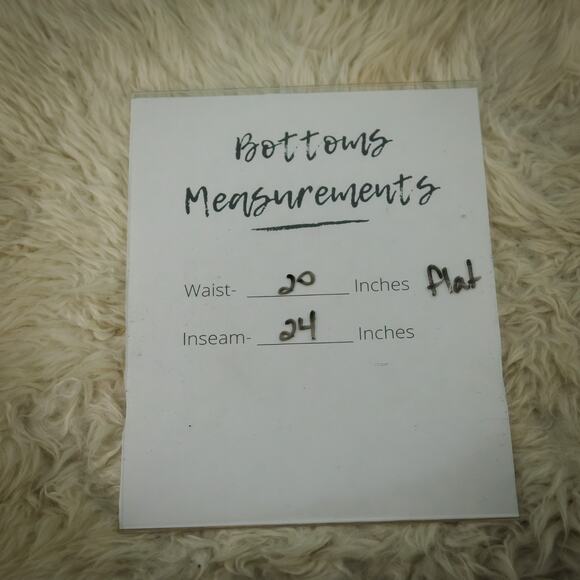 Bottoms
Measurements
Waist- 20 Inches flat
Inseam- 24 Inches